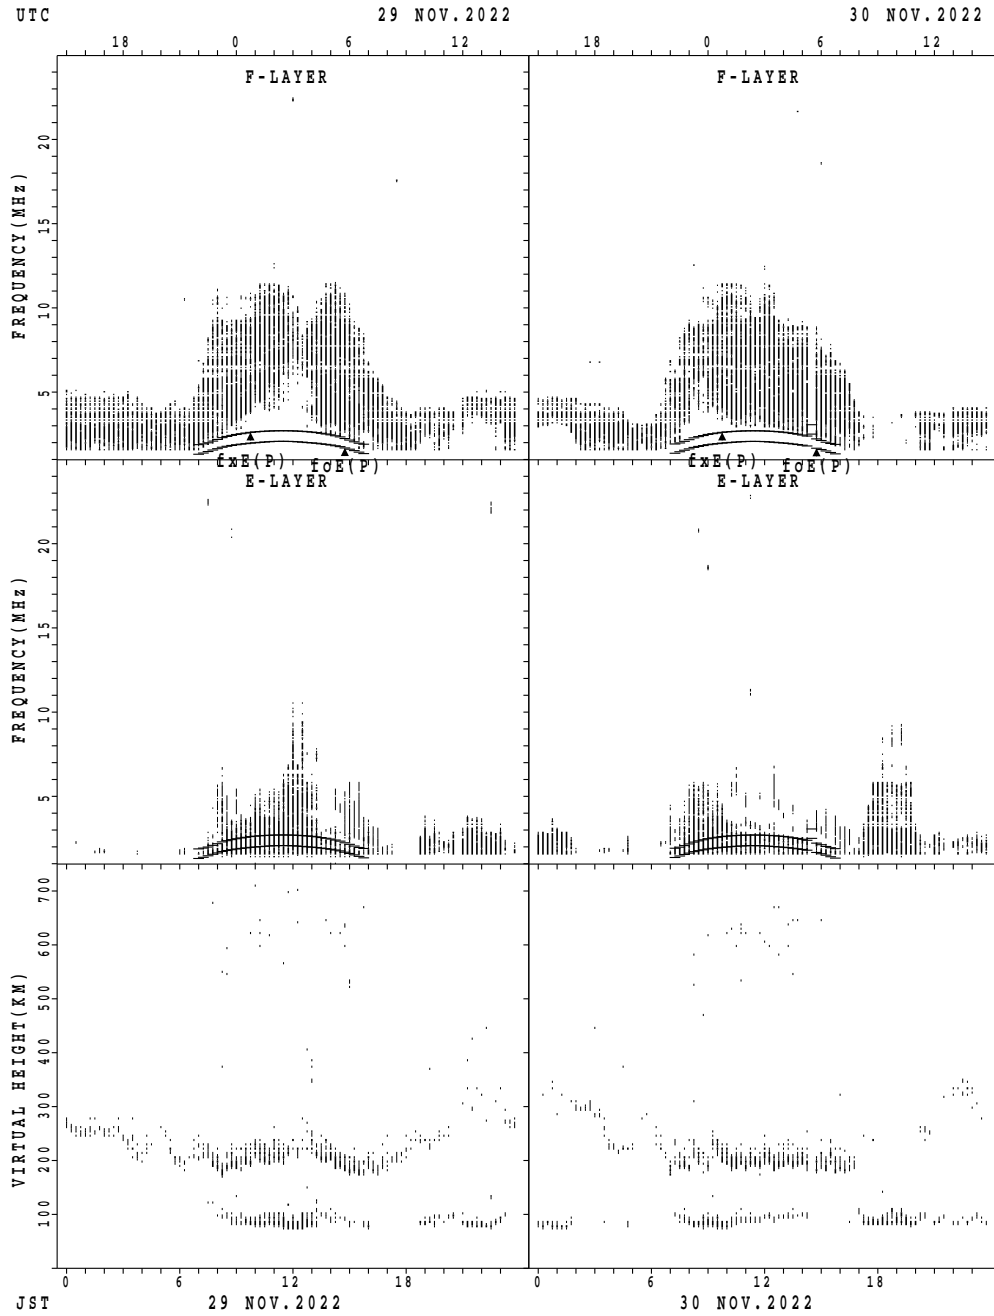 UTC 29 NOV.2022 30 NOV.2022
18 0 6 12 18 0 6 12
F-LAYER F-LAYER
FREQUENCY(MHz)
20
15
10
5
fxE(P) foE(P) fxE(P) foE(P)
E-LAYER E-LAYER
FREQUENCY(MHz)
20
15
10
5
VIRTUAL HEIGHT(KM)
700
600
500
400
300
200
100
0 6 12 18 0 6 12 18
JST 29 NOV.2022 30 NOV.2022